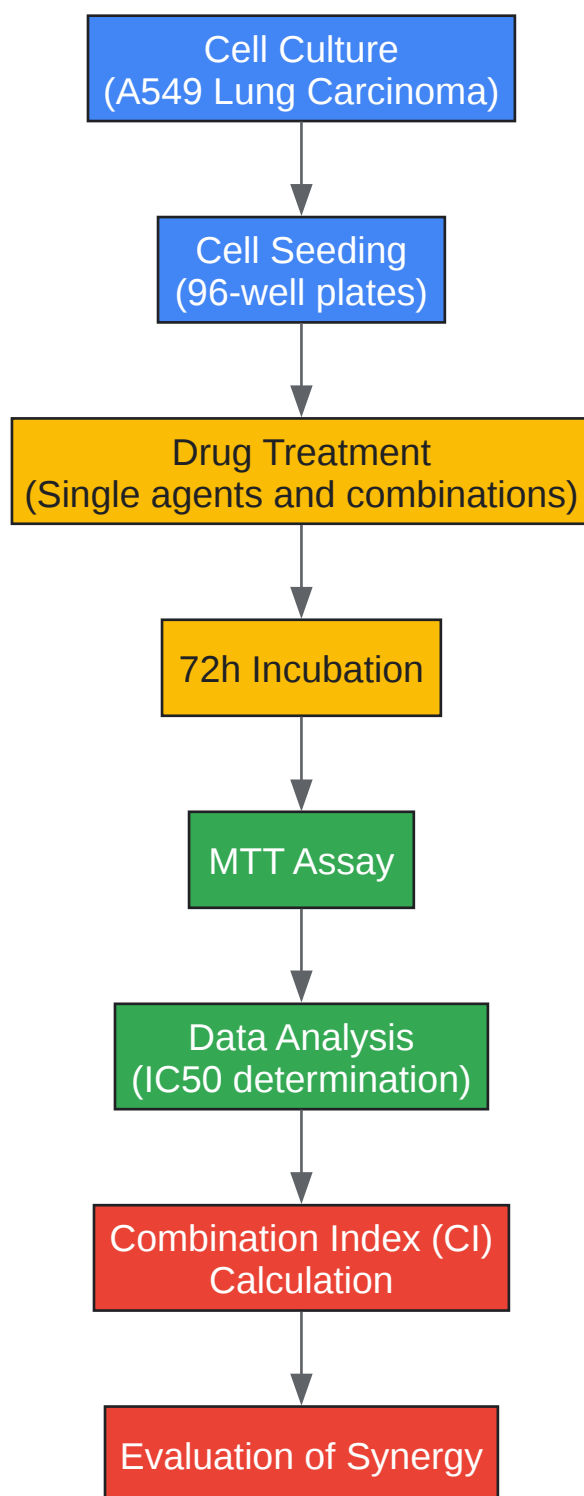 Cell Culture
(A549 Lung Carcinoma)
Cell Seeding
(96-well plates)
Drug Treatment
(Single agents and combinations)
72h Incubation
MTT Assay
Data Analysis
(IC50 determination)
Combination Index (CI)
Calculation
Evaluation of Synergy